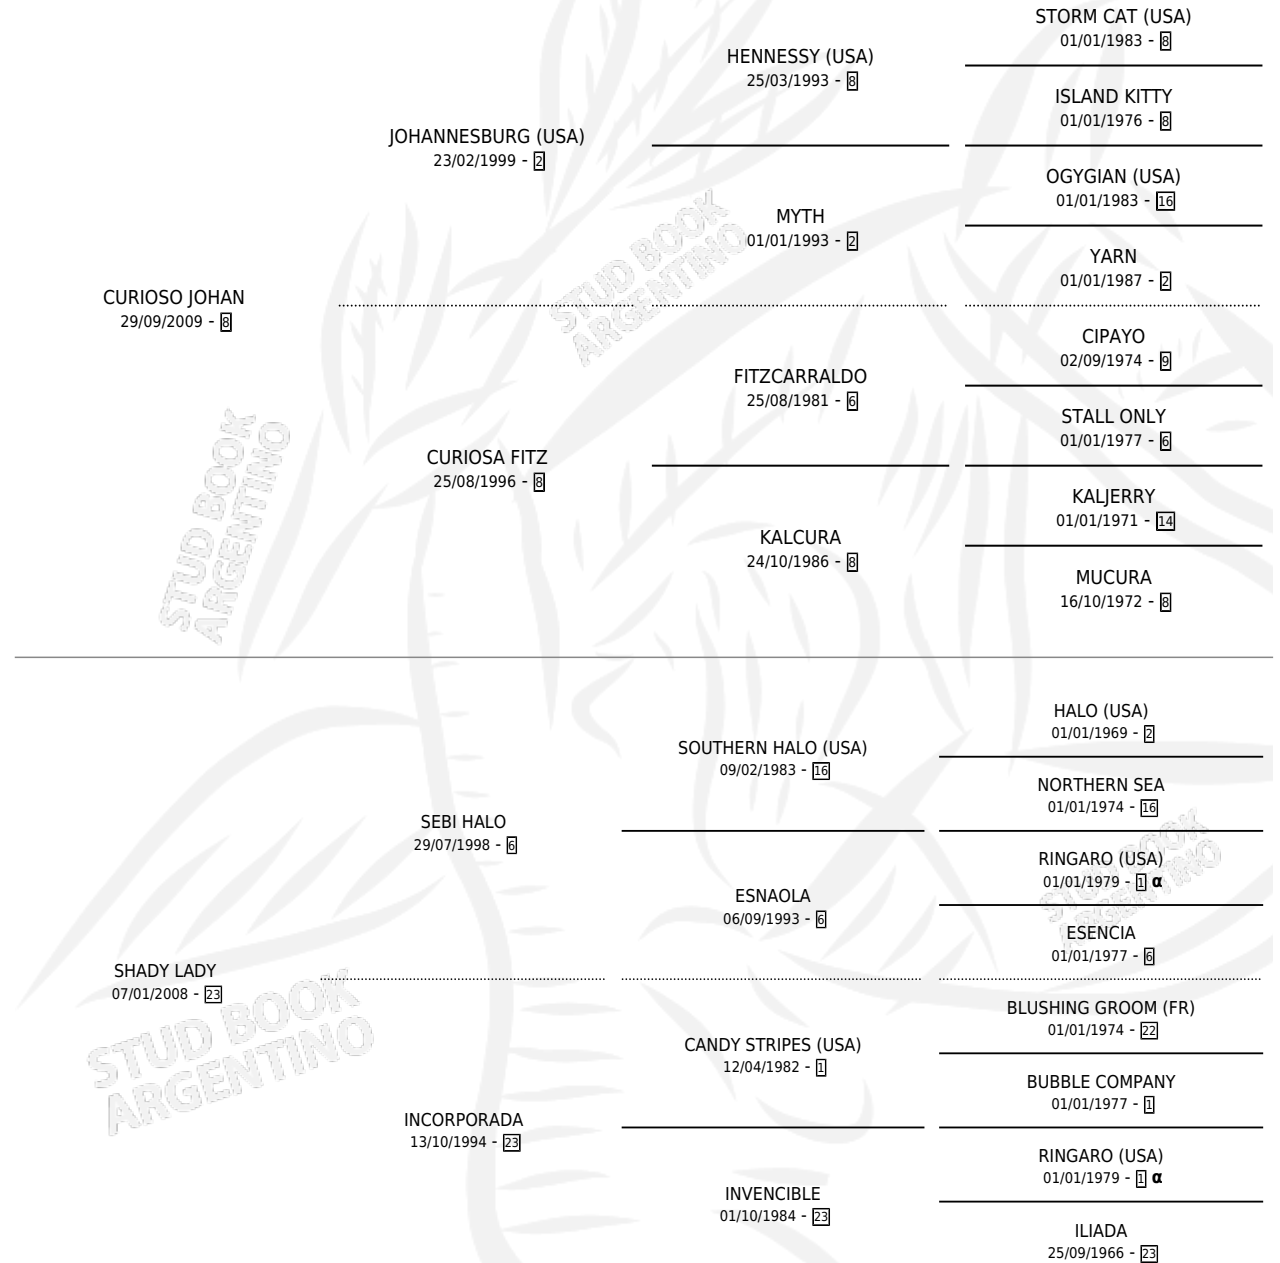 STORM CAT (USA)
01/01/1983 - 8
HENNESSY (USA)
25/03/1993 - 8
ISLAND KITTY
01/01/1976 - 8
JOHANNESBURG (USA)
23/02/1999 - 2
OGYGIAN (USA)
01/01/1983 - 16
MYTH
01/01/1993 - 2
YARN
01/01/1987 - 2
CURIOSO JOHAN
29/09/2009 - 8
CIPAYO
02/09/1974 - 9
FITZCARRALDO
25/08/1981 - 6
STALL ONLY
01/01/1977 - 6
CURIOSA FITZ
25/08/1996 - 8
KALJERRY
01/01/1971 - 14
KALCURA
24/10/1986 - 8
MUCURA
16/10/1972 - 8
HALO (USA)
01/01/1969 - 2
SOUTHERN HALO (USA)
09/02/1983 - 16
NORTHERN SEA
01/01/1974 - 16
SEBI HALO
29/07/1998 - 6
RINGARO (USA)
01/01/1979 - 1 α
ESNAOLA
06/09/1993 - 6
ESENCIA
01/01/1977 - 6
SHADY LADY
07/01/2008 - 23
BLUSHING GROOM (FR)
01/01/1974 - 22
CANDY STRIPES (USA)
12/04/1982 - 1
BUBBLE COMPANY
01/01/1977 - 1
INCORPORADA
13/10/1994 - 23
RINGARO (USA)
01/01/1979 - 1 α
INVENCIBLE
01/10/1984 - 23
ILIADA
25/09/1966 - 23
STUD BOOK
ARGENTINO
STUD BOOK
ARGENTINO
STUD BOOK
ARGENTINO
STUD BOOK
ARGENTINO